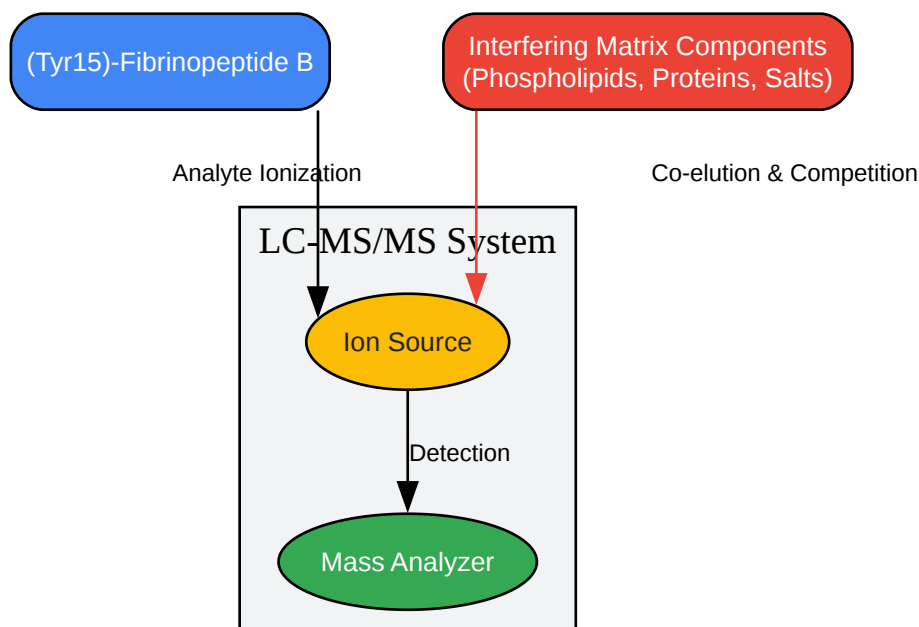 (Tyr15)-Fibrinopeptide B
Interfering Matrix Components
(Phospholipids, Proteins, Salts)
Analyte Ionization
Co-elution & Competition
LC-MS/MS System
Ion Source
Detection
Mass Analyzer